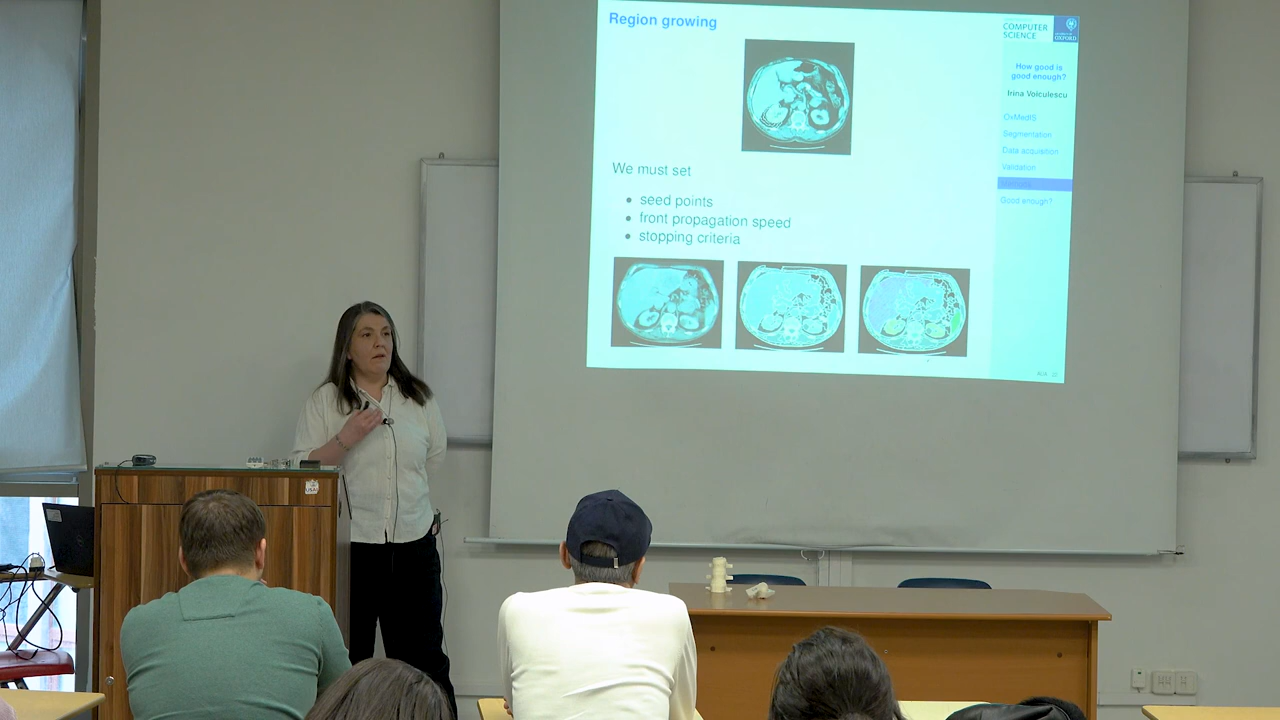 Region growing
We must set
• seed points
• front propagation speed
• stopping criteria
COMPUTER
SCIENCE
OXFORD
How good is
good enough?
Irina Voiculescu
OxMedIS
Segmentation
Data acquisition
Validation
Good enough?